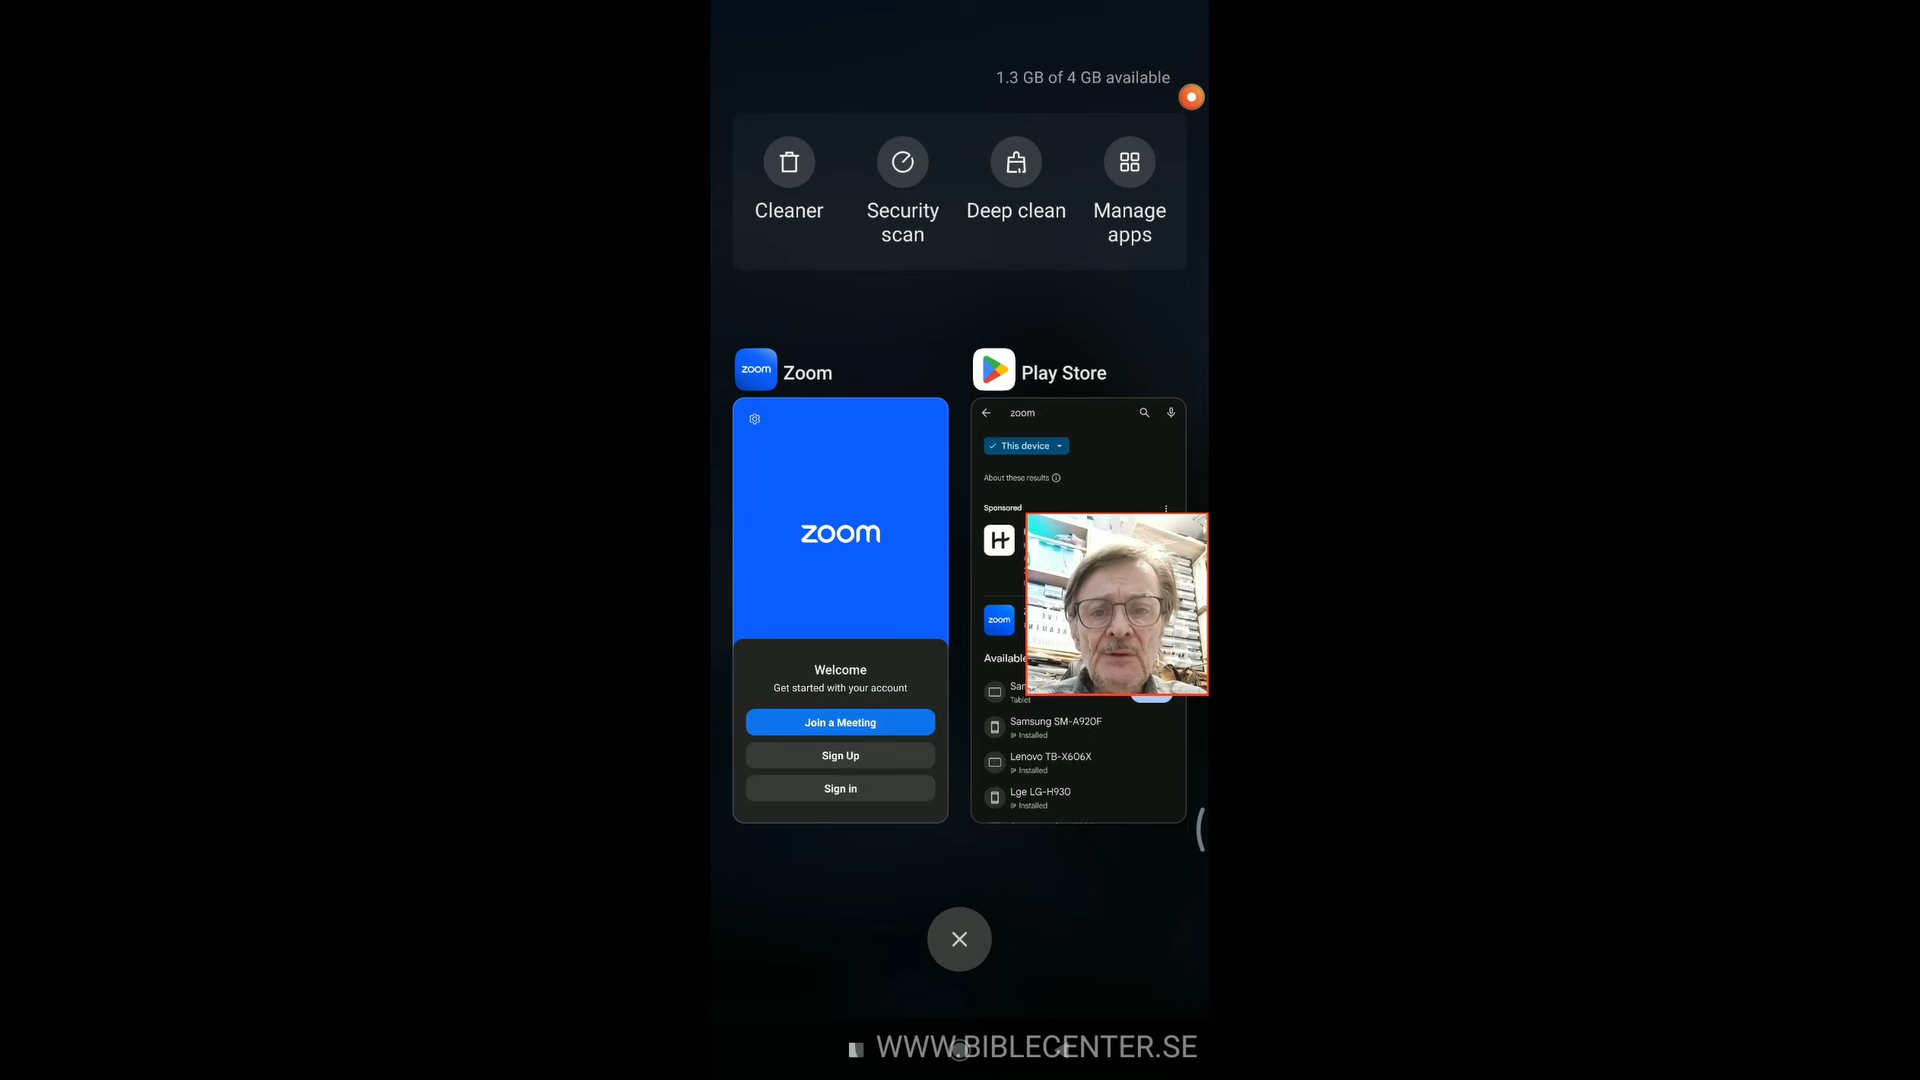 1.3 GB of 4 GB available
Cleaner
Security
scan
Deep clean
Manage
apps
zoom
Zoom
Play Store
zoom
Welcome
Get started with your account
Join a Meeting
Sign Up
Sign in
zoom
This device
About these results
Sponsored
H
zoom
Available
Tablet
Samsung SM-A920F
Installed
Lenovo TB-X606X
Installed
Lge LG-H930
Installed
WWW.BIBLECENTER.SE